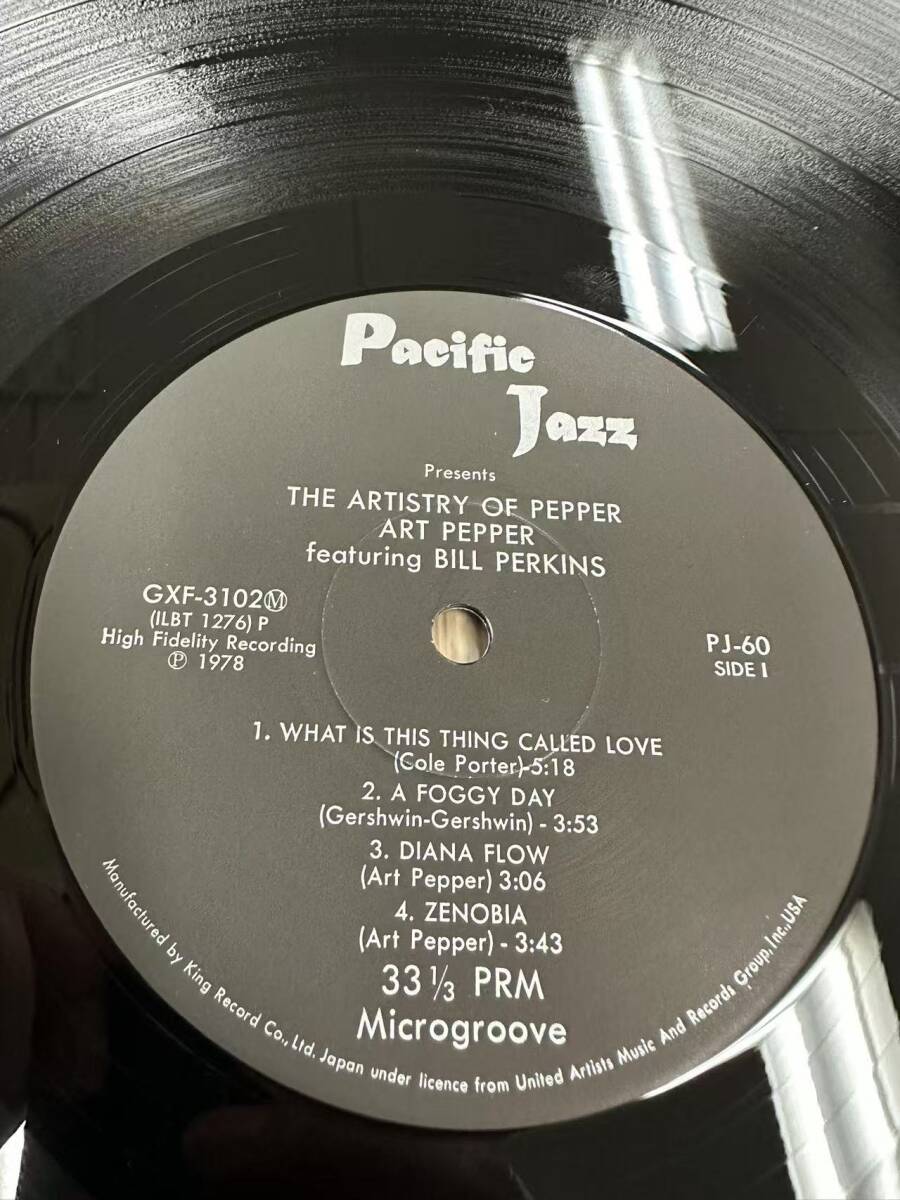 Pacific
Jazz
Presents
THE ARTISTRY OF PEPPER
ART PEPPER
featuring BILL PERKINS
GXF-3102Ⓜ
(ILBT 1276) P
High Fidelity Recording
℗ 1978
PJ-60
SIDE I
1. WHAT IS THIS THING CALLED LOVE
(Cole Porter)-5:18
2. A FOGGY DAY
(Gershwin-Gershwin) - 3:53
3. DIANA FLOW
(Art Pepper) 3:06
4. ZENOBIA
(Art Pepper) - 3:43
33 1/3 PRM
Microgroove
Manufactured by King Record Co., Ltd. Japan under licence from United Artists Music And Records Group, Inc., USA